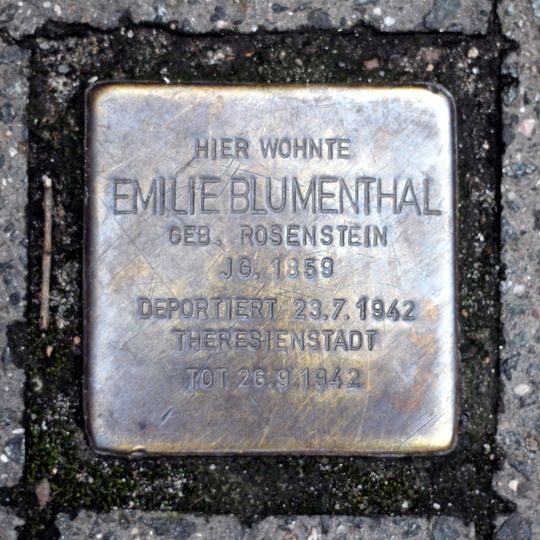 HIER WOHNTE
EMILIE BLUMENTHAL
GEB. ROSENSTEIN
JG. 1859
DEPORTIERT 23.7.1942
THERESIENSTADT
TOT 26.9.1942